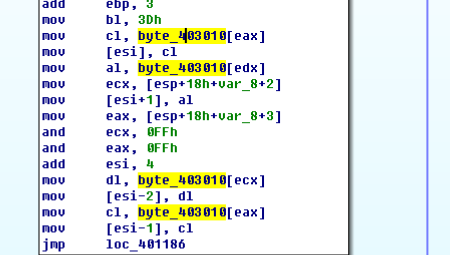 add ebp, 3
mov bl, 3Dh
mov cl, byte_403010[eax]
mov [esi], cl
mov al, byte_403010[edx]
mov ecx, [esp+18h+var_8+2]
mov [esi+1], al
mov eax, [esp+18h+var_8+3]
and ecx, 0FFh
and eax, 0FFh
add esi, 4
mov dl, byte_403010[ecx]
mov [esi-2], dl
mov cl, byte_403010[eax]
mov [esi-1], cl
jmp loc_401186